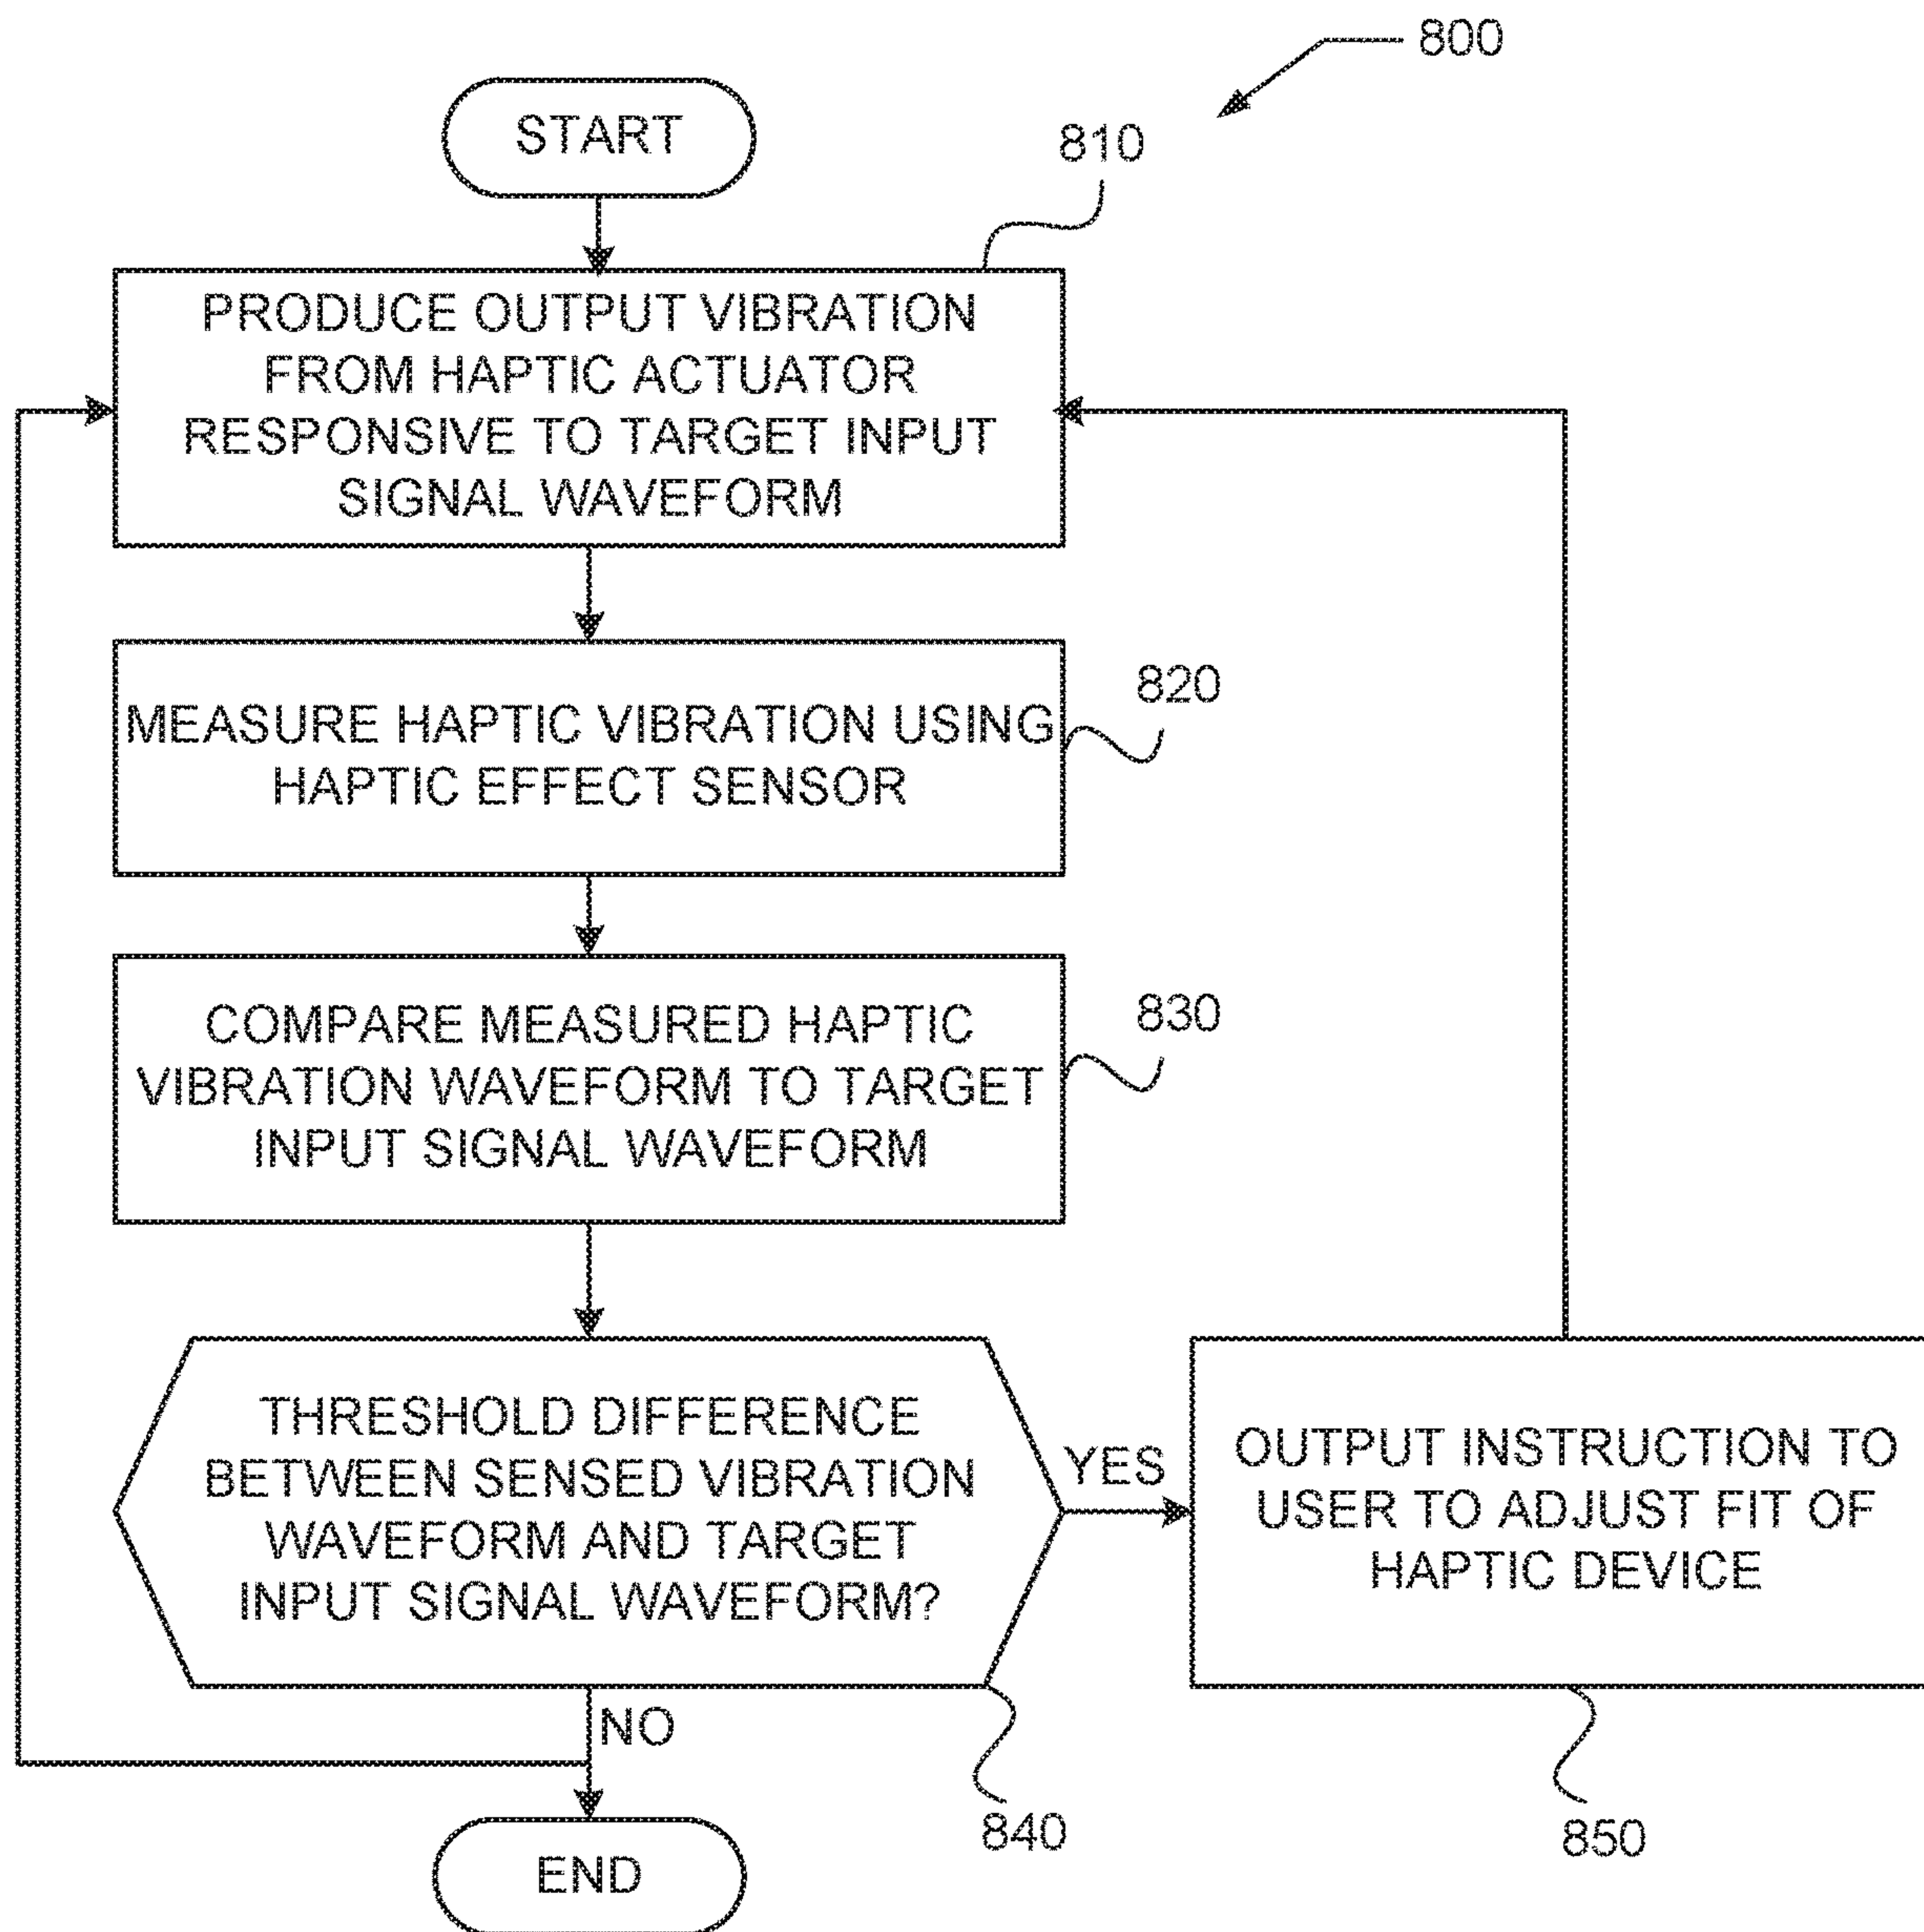 800
START
810
PRODUCE OUTPUT VIBRATION
FROM HAPTIC ACTUATOR
RESPONSIVE TO TARGET INPUT
SIGNAL WAVEFORM
820
MEASURE HAPTIC VIBRATION USING
HAPTIC EFFECT SENSOR
830
COMPARE MEASURED HAPTIC
VIBRATION WAVEFORM TO TARGET
INPUT SIGNAL WAVEFORM
THRESHOLD DIFFERENCE
BETWEEN SENSED VIBRATION
WAVEFORM AND TARGET
INPUT SIGNAL WAVEFORM?
YES
OUTPUT INSTRUCTION TO
USER TO ADJUST FIT OF
HAPTIC DEVICE
NO
840
850
END